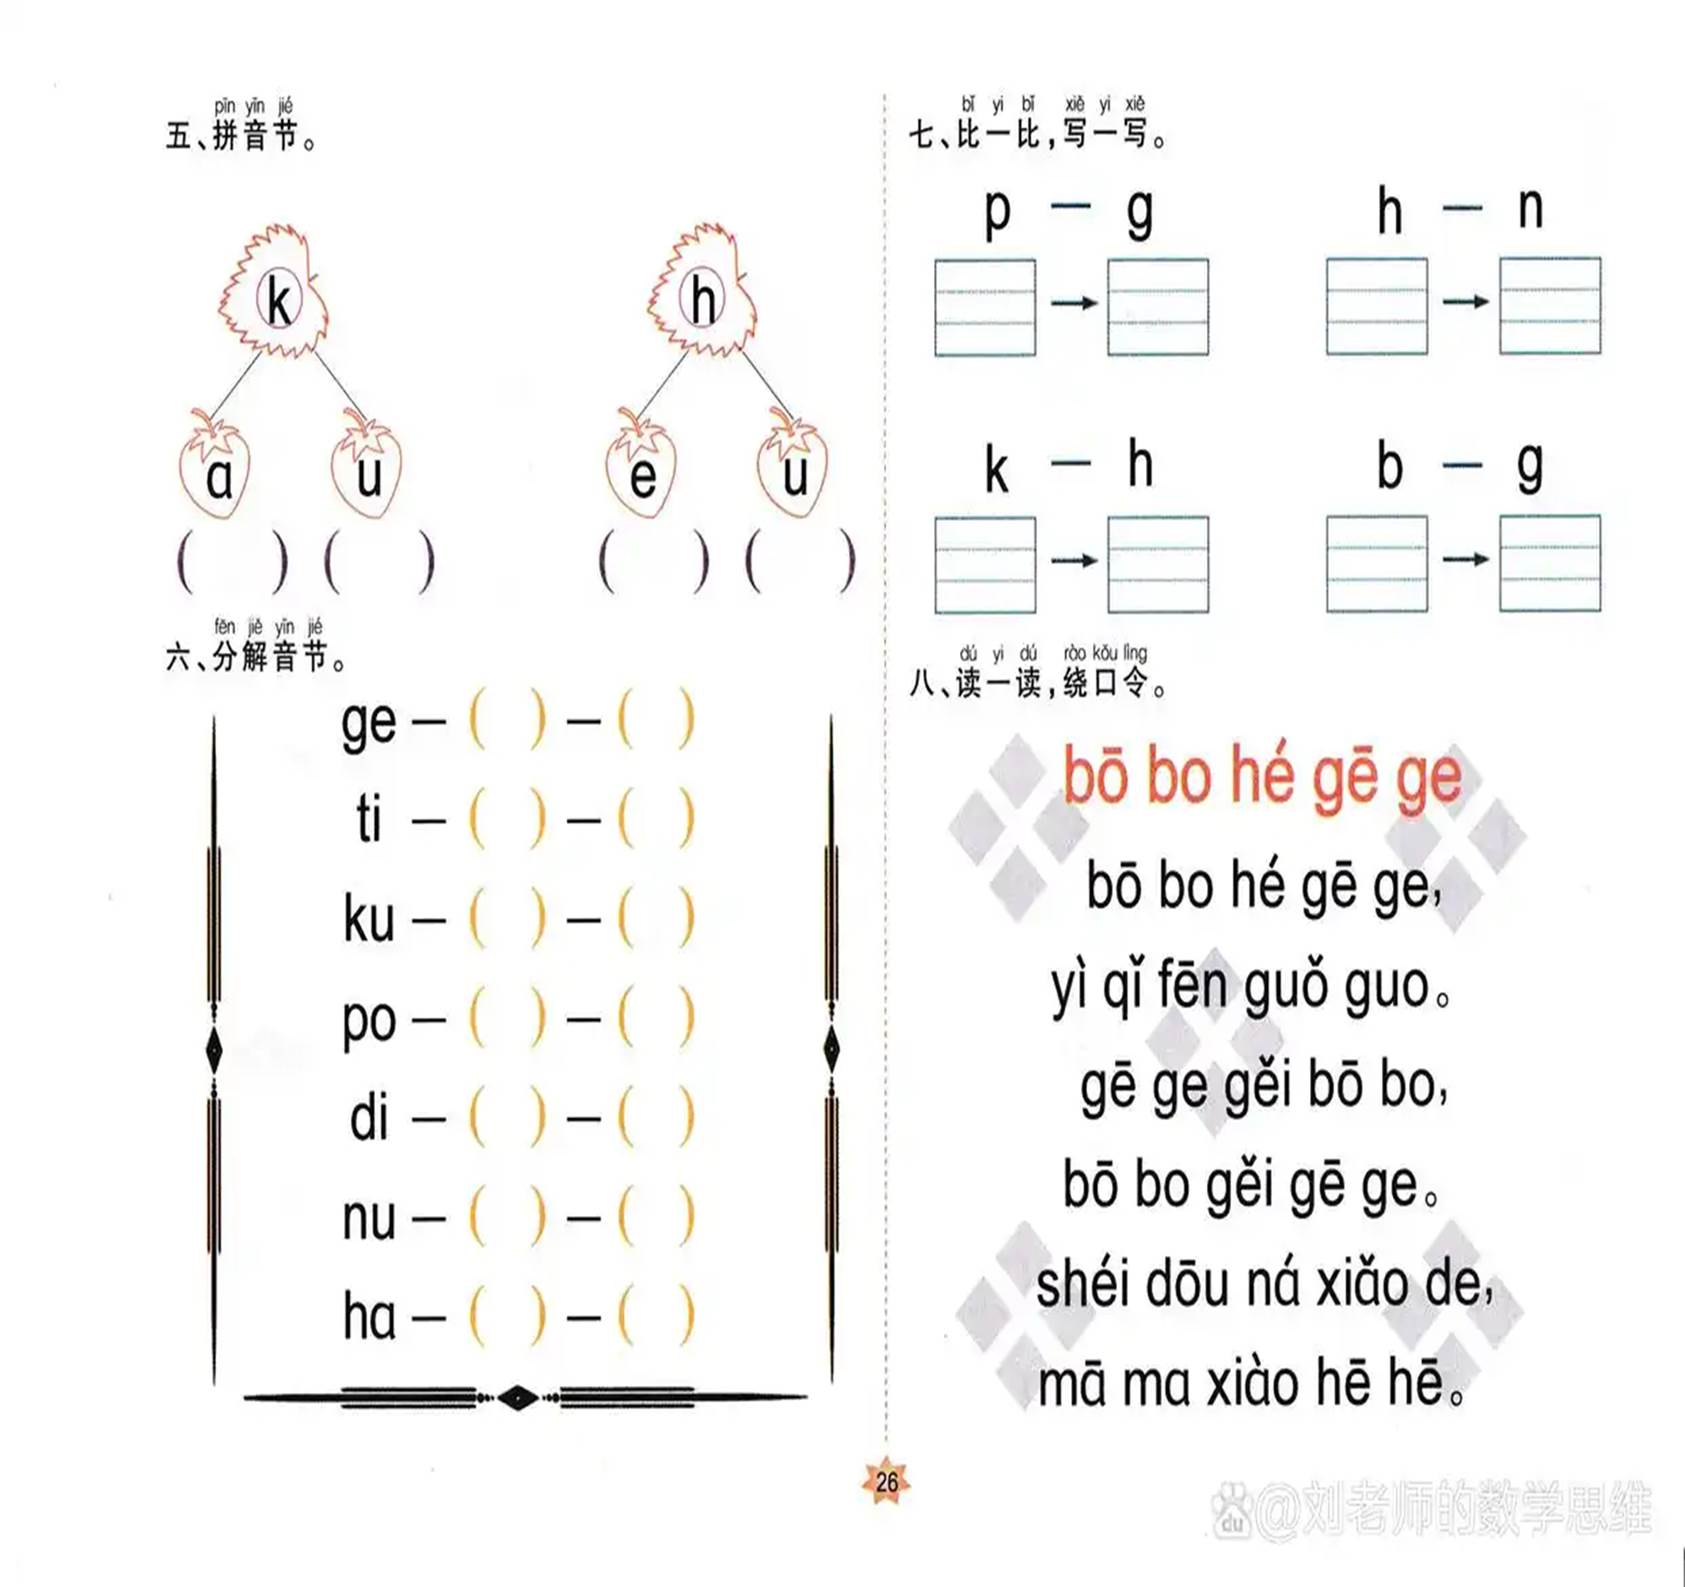 pīn yīn jié
五、拼音节。
k
a u
( ) ( )
h
e u
( ) ( )
fēn jiě yīn jié
六、分解音节。
ge — ( ) — ( )
ti — ( ) — ( )
ku — ( ) — ( )
po — ( ) — ( )
di — ( ) — ( )
nu — ( ) — ( )
ha — ( ) — ( )
bǐ yi bǐ xiě yi xiě
七、比一比,写一写。
p — g h — n
k — h b — g
dú yi dú rào kǒu lìng
八、读一读,绕口令。
bō bo hé gē ge
bō bo hé gē ge,
yì qǐ fēn guǒ guo。
gē ge gěi bō bo,
bō bo gěi gē ge。
shéi dōu ná xiǎo de,
mā ma xiào hē hē。
26
du @刘老师的数学思维